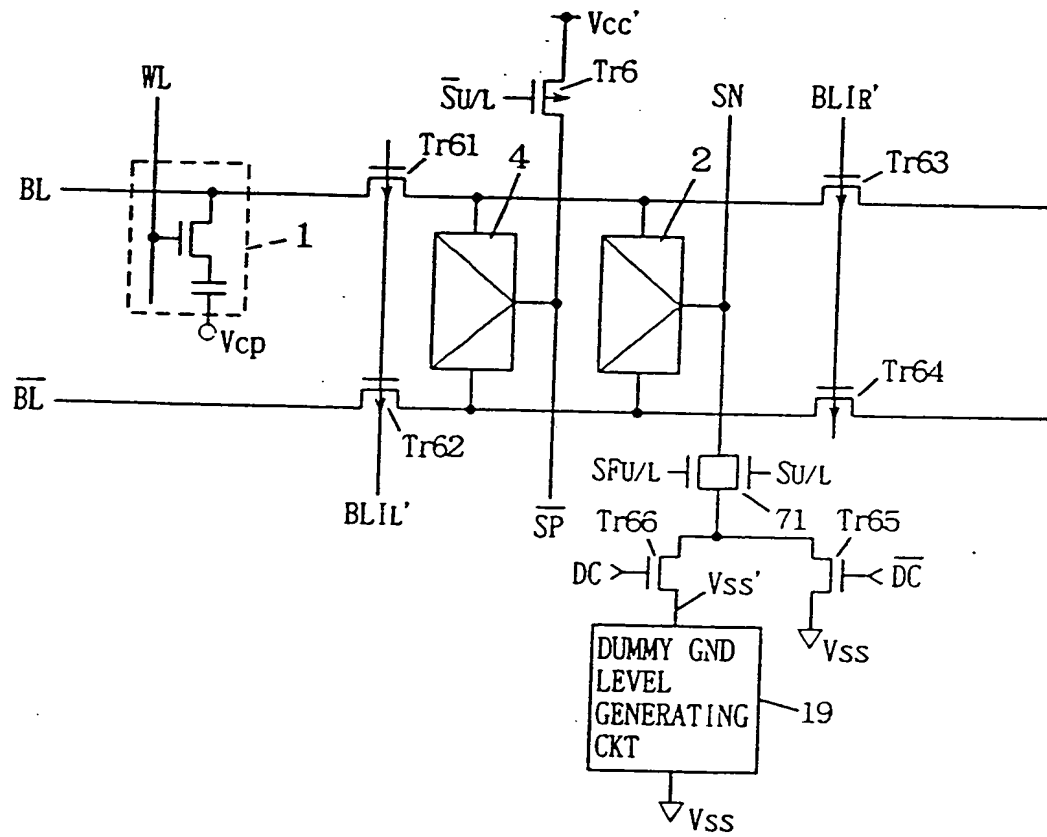 Vcc'
WL
Tr6
S̅U/L
SN
BLIR'
Tr61
4
2
Tr63
BL
1
Vcp
Tr64
B̅L̅
Tr62
SFU/L
SU/L
BLIL'
S̅P̅
71
Tr66
Tr65
DC
Vss'
D̅C̅
Vss
DUMMY GND
LEVEL
GENERATING
CKT
19
Vss